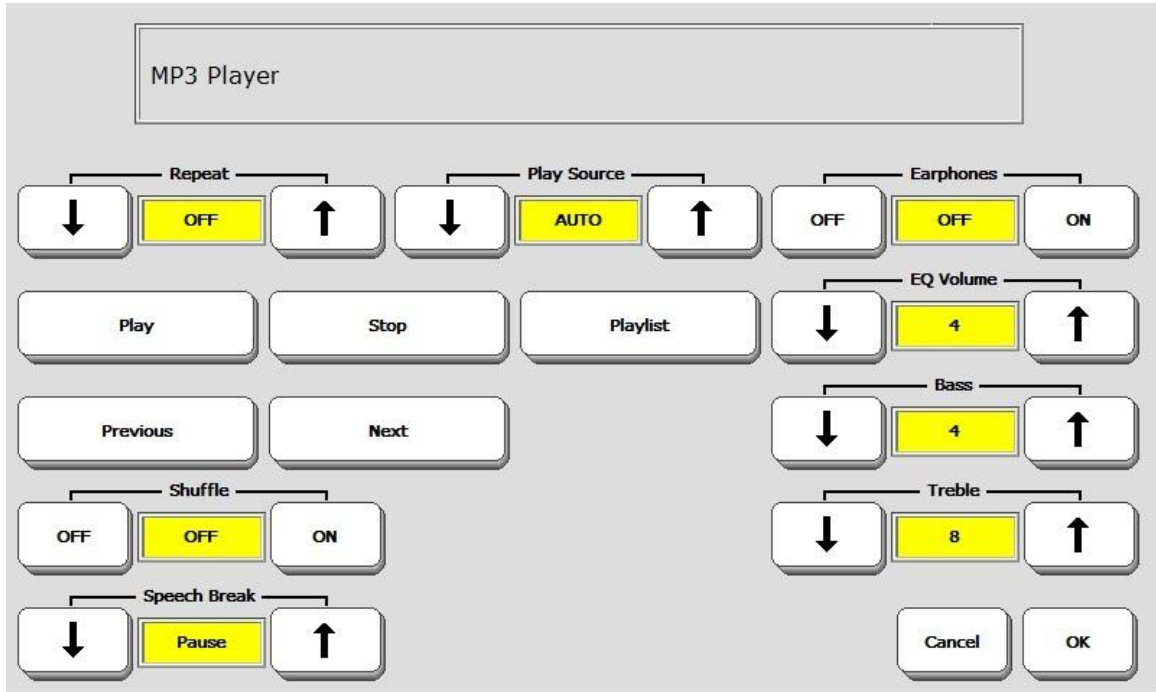 MP3 Player
Repeat Play Source Earphones
OFF AUTO OFF OFF ON
EQ Volume
Play Stop Playlist 4
Bass
Previous Next 4
Shuffle Treble
OFF OFF ON 8
Speech Break
Pause Cancel OK